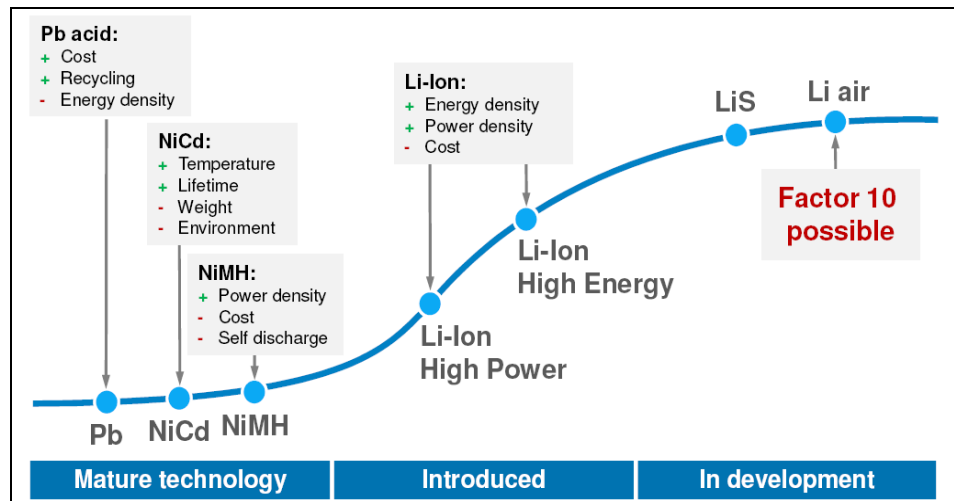 Pb acid:
+ Cost
+ Recycling
- Energy density
NiCd:
+ Temperature
+ Lifetime
- Weight
- Environment
NiMH:
+ Power density
- Cost
- Self discharge
Li-Ion:
+ Energy density
+ Power density
- Cost
LiS
Li air
Factor 10
possible
Li-Ion
High Energy
Li-Ion
High Power
Pb
NiCd
NiMH
Mature technology
Introduced
In development